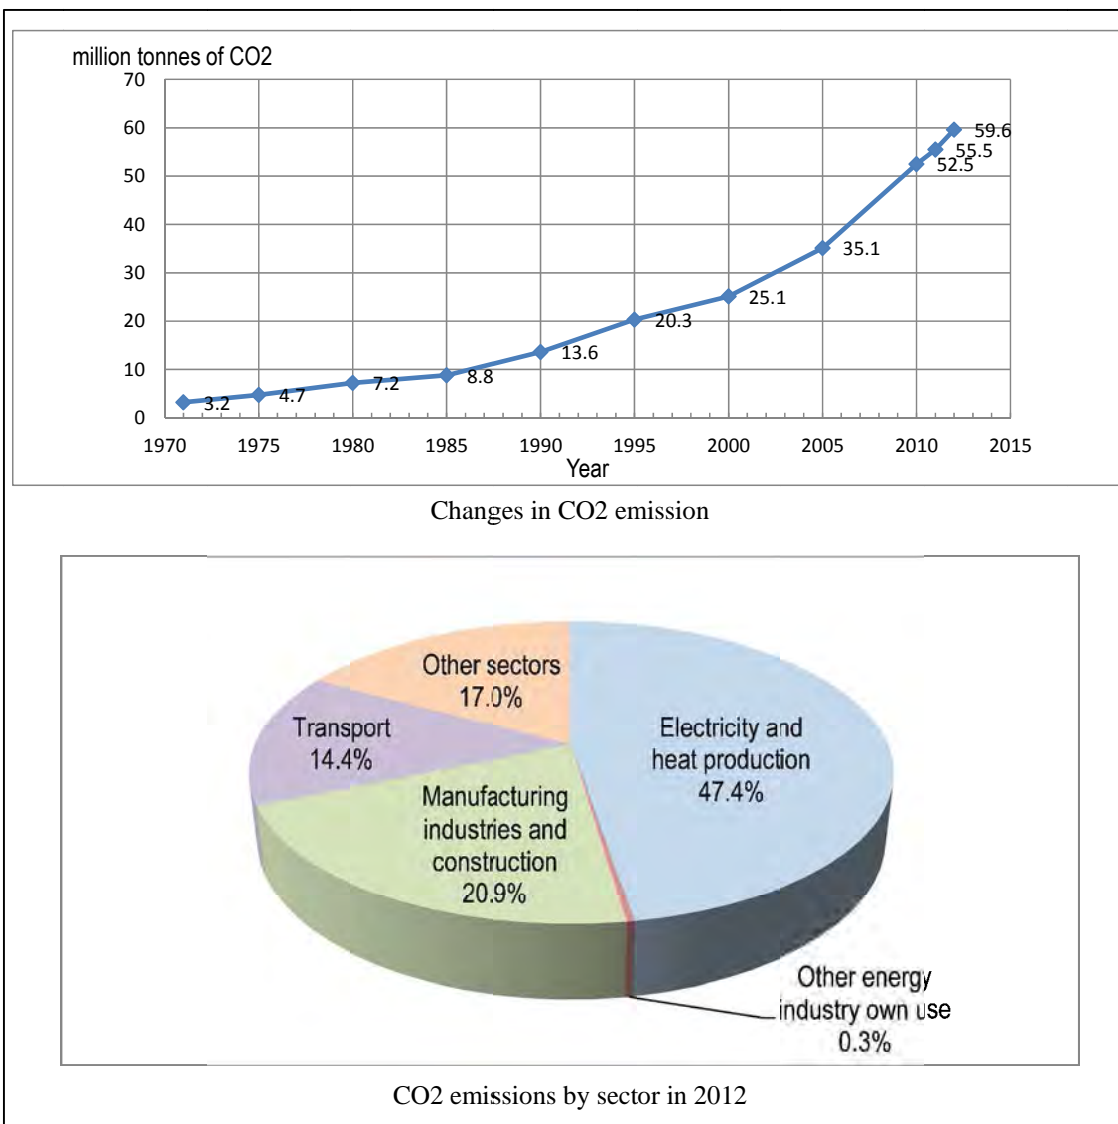 million tonnes of CO2
70
60
50
40
30
20
10
0
3.2
4.7
7.2
8.8
13.6
20.3
25.1
35.1
52.5
55.5
59.6
1970 1975 1980 1985 1990 1995 2000 2005 2010 2015
Year
Changes in CO2 emission
Other sectors
17.0%
Transport
14.4%
Electricity and
heat production
47.4%
Manufacturing
industries and
construction
20.9%
Other energy
industry own use
0.3%
CO2 emissions by sector in 2012